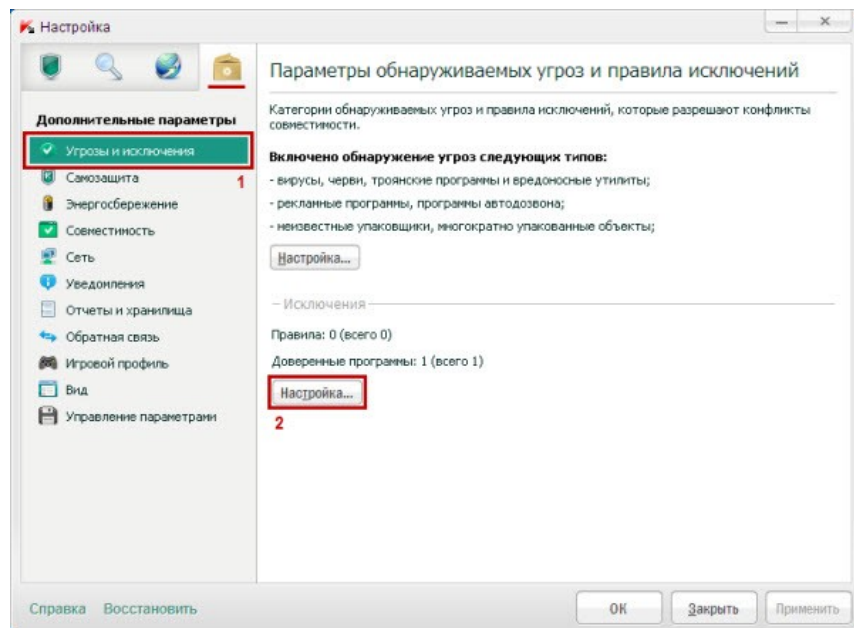 Настройка
Параметры обнаруживаемых угроз и правила исключений
Дополнительные параметры
Угрозы и исключения
1
Самозащита
Энергосбережение
Совместимость
Сеть
Уведомления
Отчеты и хранилища
Обратная связь
Игровой профиль
Вид
Управление параметрами
Категории обнаруживаемых угроз и правила исключений, которые разрешают конфликты
совместимости.
Включено обнаружение угроз следующих типов:
- вирусы, черви, троянские программы и вредоносные утилиты;
- рекламные программы, программы автодозвона;
- неизвестные упаковщики, многократно упакованные объекты;
Настройка...
Исключения
Правила: 0 (всего 0)
Доверенные программы: 1 (всего 1)
Настройка...
2
Справка Восстановить
ОК Закрыть Применить